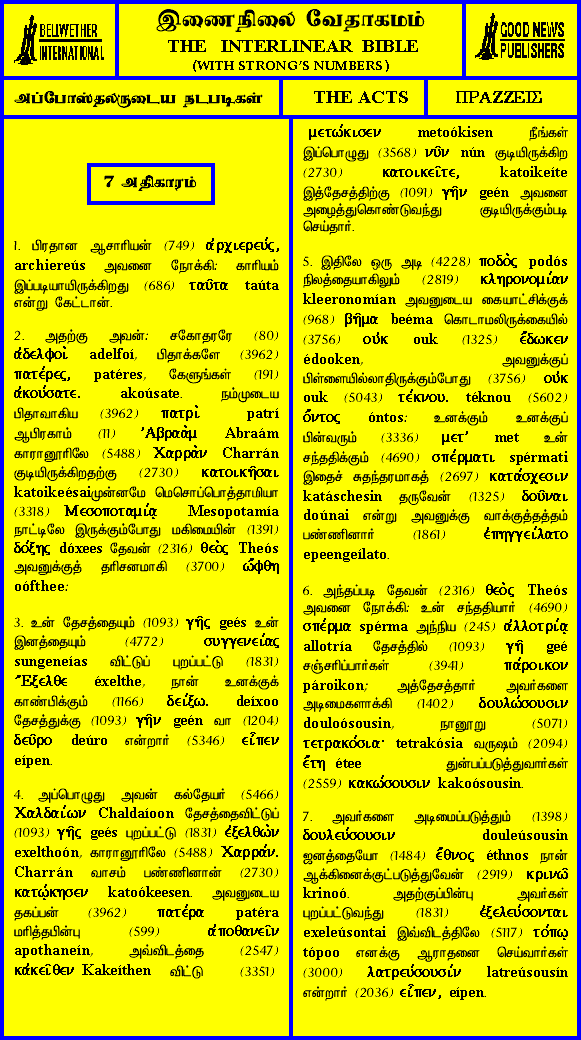 BELLWETHER
INTERNATIONAL
இணைநிலை வேதாகமம்
THE INTERLINEAR BIBLE
(WITH STRONG'S NUMBERS)
GOOD NEWS
PUBLISHERS
அப்போஸ்தலருடைய நடபடிகள்
THE ACTS
ΠΡΑΖΖΕΙΣ
7 அதிகாரம்
1. பிரதான ஆசாரியன் (749) ἀρχιερεύς,
archiereús அவனை நோக்கி: காரியம்
இப்படியாயிருக்கிறது (686) ταῦτα taúta
என்று கேட்டான்.
2. அதற்கு அவன்: சகோதரரே (80)
ἀδελφοὶ adelfoí, பிதாக்களே (3962)
πατέρες, patéres, கேளுங்கள் (191)
ἀκούσατε. akoúsate. நம்முடைய
பிதாவாகிய (3962) πατρὶ patrí
ஆபிரகாம் (11) Ἀβραὰμ Abraám
காரானூரிலே (5488) Χαρρὰν Charrán
குடியிருக்கிறதற்கு (2730) κατοικῆσαι
katoikeésaiமுன்னமே மெசொப்பொத்தாமியா
(3318) Μεσοποταμίᾳ Mesopotamía
நாட்டிலே இருக்கும்போது மகிமையின் (1391)
δόξης dóxees தேவன் (2316) θεὸς Theós
அவனுக்குத் தரிசனமாகி (3700) ὤφθη
oófthee:
3. உன் தேசத்தையும் (1093) γῆς geés உன்
இனத்தையும் (4772) συγγενείας
sungeneías விட்டுப் புறப்பட்டு (1831)
Ἔξελθε éxelthe, நான் உனக்குக்
காண்பிக்கும் (1166) δείξω. deíxoo
தேசத்துக்கு (1093) γῆν geén வா (1204)
δεῦρο deúro என்றார் (5346) εἶπεν
eípen.
4. அப்பொழுது அவன் கல்தேயர் (5466)
Χαλδαίων Chaldaíoon தேசத்தைவிட்டுப்
(1093) γῆς geés புறப்பட்டு (1831) ἐξελθὼν
exelthoón, காரானூரிலே (5488) Χαρράν.
Charrán வாசம் பண்ணினான் (2730)
κατῴκησεν katoókeesen. அவனுடைய
தகப்பன் (3962) πατέρα patéra
மரித்தபின்பு (599) ἀποθανεῖν
apothaneín, அவ்விடத்தை (2547)
κἀκεῖθεν Kakeíthen விட்டு (3351)
μετῴκισεν metoókisen நீங்கள்
இப்பொழுது (3568) νῦν nún குடியிருக்கிற
(2730) κατοικεῖτε, katoikeíte
இத்தேசத்திற்கு (1091) γῆν geén அவனை
அழைத்துகொண்டுவந்து குடியிருக்கும்படி
செய்தார்.
5. இதிலே ஒரு அடி (4228) ποδὸς podós
நிலத்தையாகிலும் (2819) κληρονομίαν
kleeronomían அவனுடைய கையாட்சிக்குக்
(968) βῆμα beéma கொடாமலிருக்கையில்
(3756) οὐκ ouk (1325) ἔδωκεν
édooken, அவனுக்குப்
பிள்ளையில்லாதிருக்கும்போது (3756) οὐκ
ouk (5043) τέκνου. téknou (5602)
ὄντος óntos: உனக்கும் உனக்குப்
பின்வரும் (3336) μετ' met உன்
சந்ததிக்கும் (4690) σπέρματι spérmati
இதைச் சுதந்தரமாகத் (2697) κατάσχεσιν
katáschesin தருவேன் (1325) δοῦναι
doúnai என்று அவனுக்கு வாக்குத்தத்தம்
பண்ணினார் (1861) ἐπηγγείλατο
epeengeílato.
6. அந்தப்படி தேவன் (2316) θεὸς Theós
அவனை நோக்கி: உன் சந்ததியார் (4690)
σπέρμα spérma அந்நிய (245) ἀλλοτρίᾳ
allotría தேசத்தில் (1093) γῇ geé
சஞ்சரிப்பார்கள் (3941) πάροικον
pároikon; அத்தேசத்தார் அவர்களை
அடிமைகளாக்கி (1402) δουλώσουσιν
douloósousin, நானூறு (5071)
τετρακόσια· tetrakósia வருஷம் (2094)
ἔτη étee துன்பப்படுத்துவார்கள்
(2559) κακώσουσιν kakoósousin.
7. அவர்களை அடிமைப்படுத்தும் (1398)
δουλεύσουσιν douleúsousin
ஜனத்தையோ (1484) ἔθνος éthnos நான்
ஆக்கினைக்குட்படுத்துவேன் (2919) κρινῶ
krinoó. அதற்குப்பின்பு அவர்கள்
புறப்பட்டுவந்து (1831) ἐξελεύσονται
exeleúsontai இவ்விடத்திலே (5117) τόπῳ
tópoo எனக்கு ஆராதனை செய்வார்கள்
(3000) λατρεύσουσίν latreúsousín
என்றார் (2036) εἶπεν, eípen.